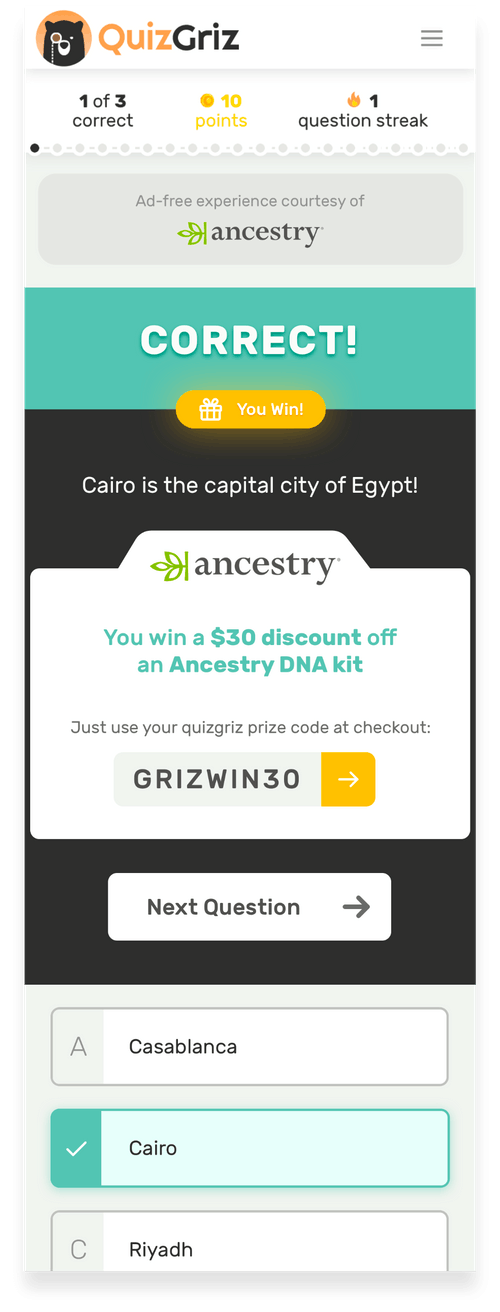 QuizGriz
1 of 3
correct
10
points
1
question streak
Ad-free experience courtesy of
ancestry
CORRECT!
You Win!
Cairo is the capital city of Egypt!
ancestry
You win a $30 discount off
an Ancestry DNA kit
Just use your quizgriz prize code at checkout:
GRIZWIN30
Next Question
A
Casablanca
Cairo
C
Riyadh